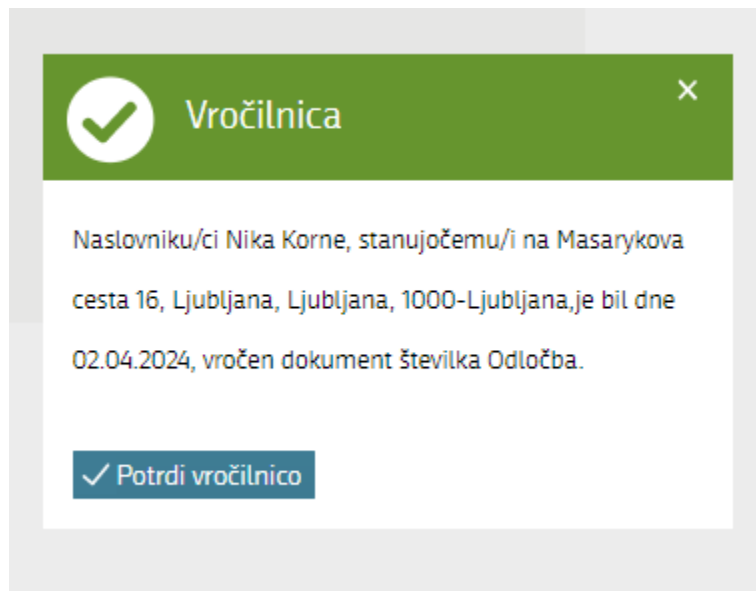 Vročilnica
Naslovniku/ci Nika Korne, stanujočemu/i na Masarykova
cesta 16, Ljubljana, Ljubljana, 1000-Ljubljana,je bil dne
02.04.2024, vročen dokument številka Odločba.
Potrdi vročilnico